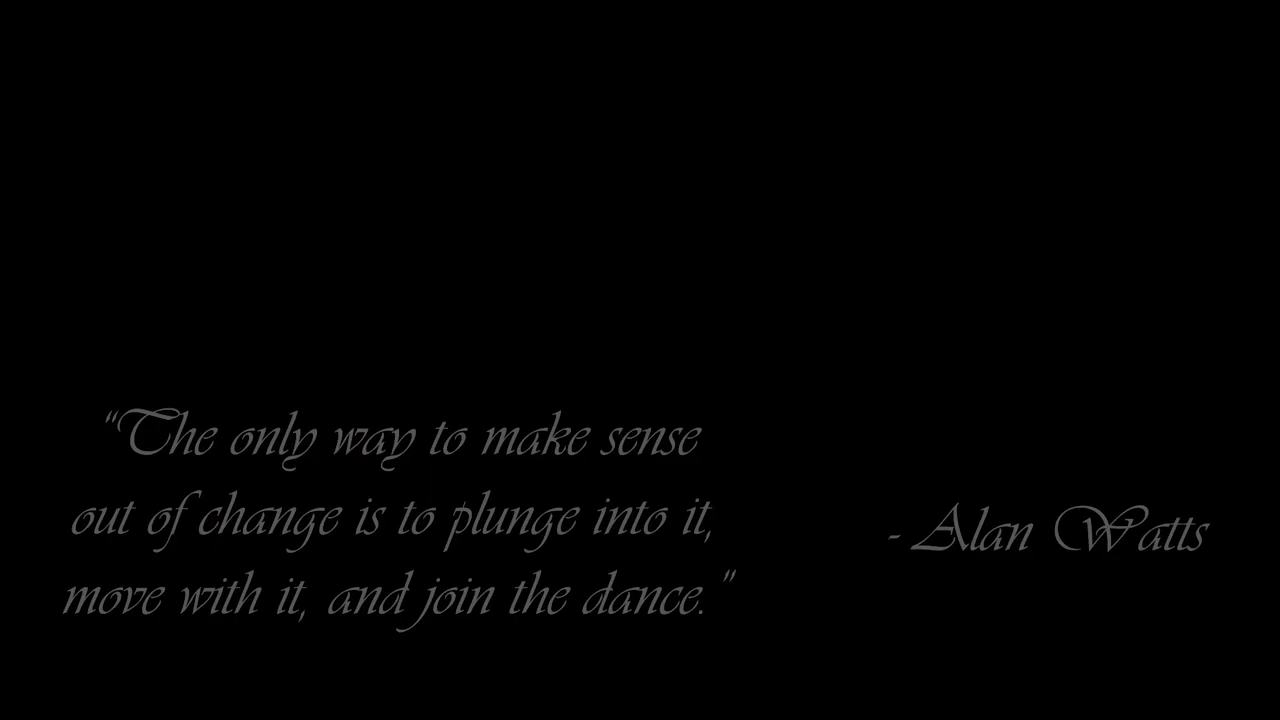 "The only way to make sense
out of change is to plunge into it,
move with it, and join the dance."
- Alan Watts